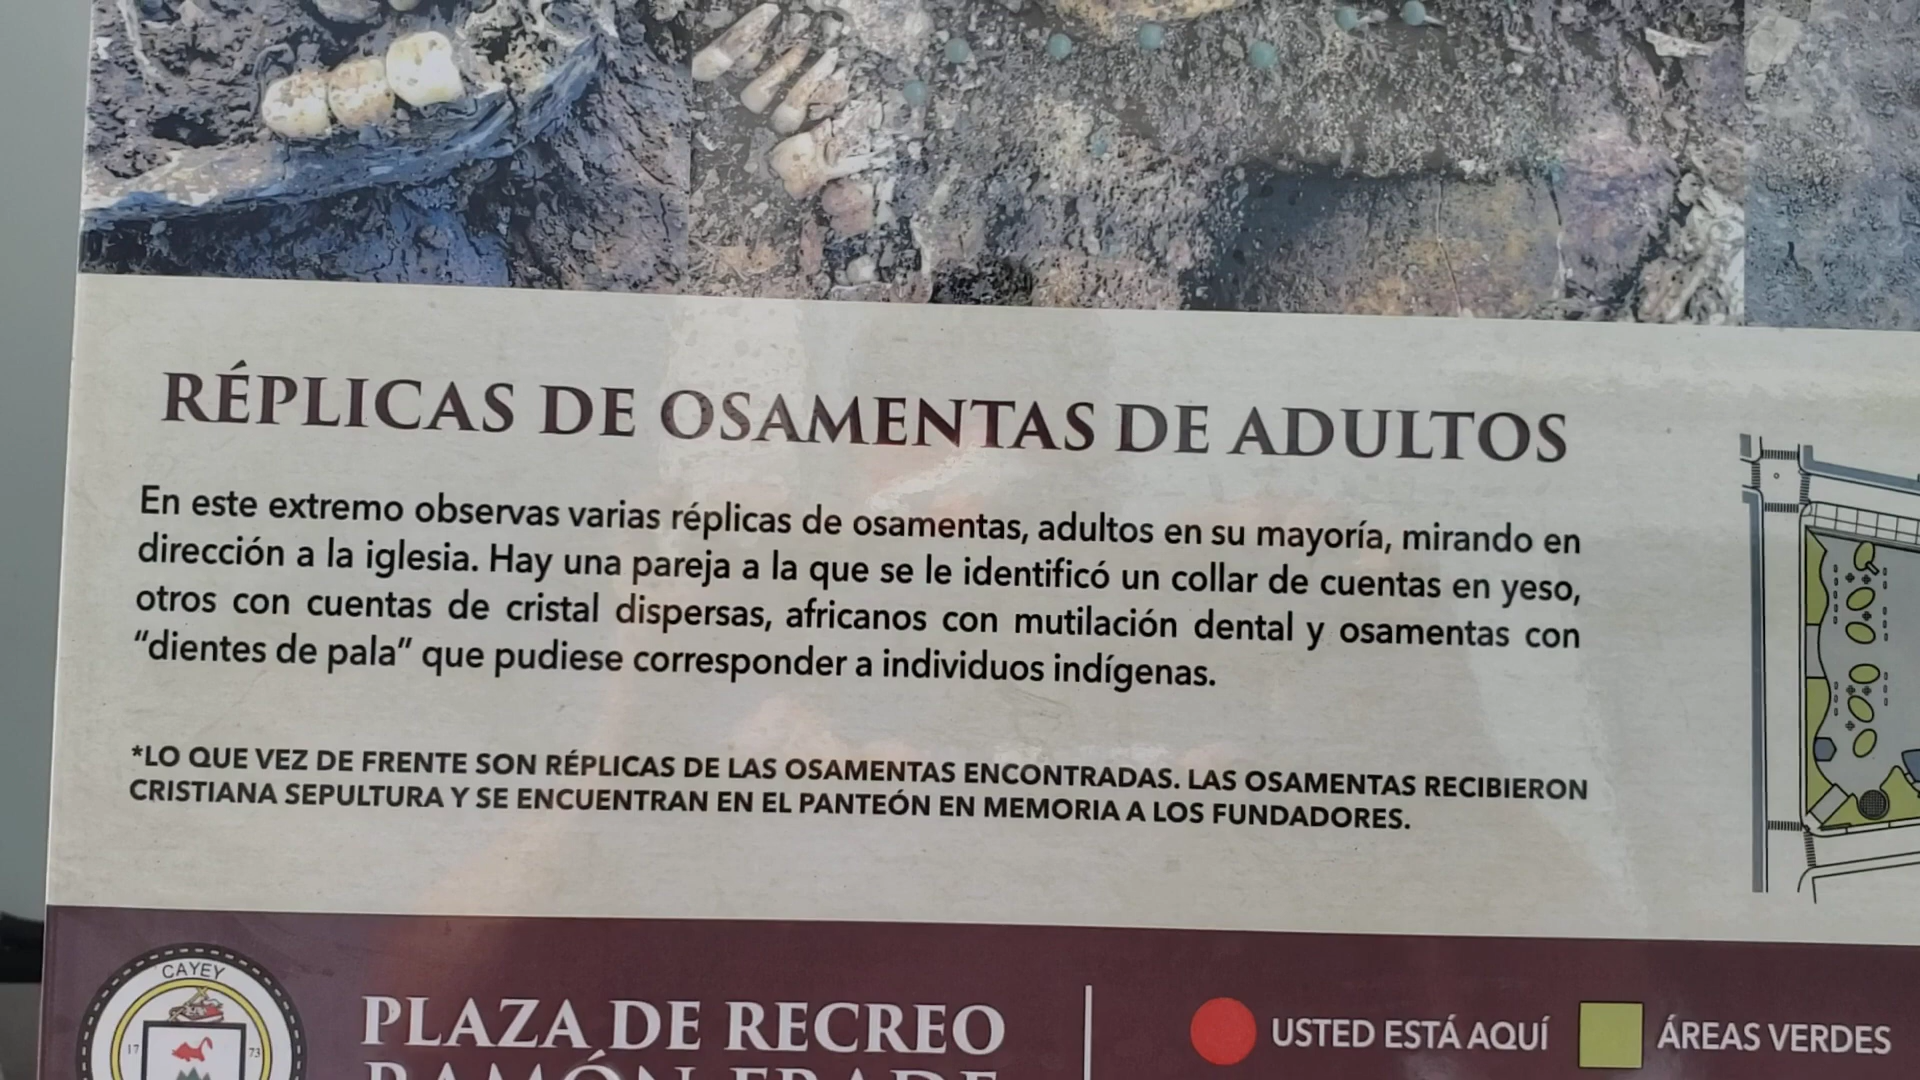 RÉPLICAS DE OSAMENTAS DE ADULTOS
En este extremo observas varias réplicas de osamentas, adultos en su mayoría, mirando en
dirección a la iglesia. Hay una pareja a la que se le identificó un collar de cuentas en yeso,
otros con cuentas de cristal dispersas, africanos con mutilación dental y osamentas con
“dientes de pala” que pudiese corresponder a individuos indígenas.
*LO QUE VEZ DE FRENTE SON RÉPLICAS DE LAS OSAMENTAS ENCONTRADAS. LAS OSAMENTAS RECIBIERON
CRISTIANA SEPULTURA Y SE ENCUENTRAN EN EL PANTEÓN EN MEMORIA A LOS FUNDADORES.
CAYEY
17 73
PLAZA DE RECREO
RAMÓN FRADE
USTED ESTÁ AQUÍ
ÁREAS VERDES